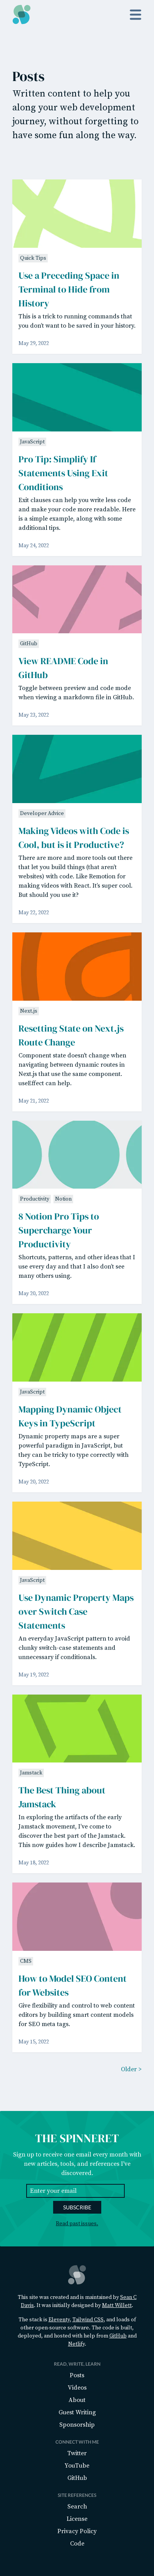 Posts
Written content to help you
along your web development
journey, without forgetting to
have some fun along the way.
Quick Tips
Use a Preceding Space in
Terminal to Hide from
History
This is a trick to running commands that
you don't want to be saved in your history.
May 29, 2022
JavaScript
Pro Tip: Simplify If
Statements Using Exit
Conditions
Exit clauses can help you write less code
and make your code more readable. Here
is a simple example, along with some
additional tips.
May 24, 2022
GitHub
View README Code in
GitHub
Toggle between preview and code mode
when viewing a markdown file in GitHub.
May 23, 2022
Developer Advice
Making Videos with Code is
Cool, but is it Productive?
There are more and more tools out there
that let you build things (that aren't
websites) with code. Like Remotion for
making videos with React. It's super cool.
But should you use it?
May 22, 2022
Next.js
Resetting State on Next.js
Route Change
Component state doesn't change when
navigating between dynamic routes in
Next.js that use the same component.
useEffect can help.
May 21, 2022
Productivity Notion
8 Notion Pro Tips to
Supercharge Your
Productivity
Shortcuts, patterns, and other ideas that I
use every day and that I also don't see
many others using.
May 20, 2022
JavaScript
Mapping Dynamic Object
Keys in TypeScript
Dynamic property maps are a super
powerful paradigm in JavaScript, but
they can be tricky to type correctly with
TypeScript.
May 20, 2022
JavaScript
Use Dynamic Property Maps
over Switch Case
Statements
An everyday JavaScript pattern to avoid
clunky switch-case statements and
unnecessary if conditionals.
May 19, 2022
Jamstack
The Best Thing about
Jamstack
In exploring the artifacts of the early
Jamstack movement, I've come to
discover the best part of the Jamstack.
This now guides how I describe Jamstack.
May 18, 2022
CMS
How to Model SEO Content
for Websites
Give flexibility and control to web content
editors by building smart content models
for SEO meta tags.
May 15, 2022
Older >
THE SPINNERET
Sign up to receive one email every month with
new articles, tools, and references I've
discovered.
Enter your email
SUBSCRIBE
Read past issues.
This site was created and is maintained by Sean C
Davis. It was initially designed by Matt Willett.
The stack is Eleventy, Tailwind CSS, and loads of
other open source software. The code is built,
deployed, and hosted with help from GitHub and
Netlify.
READ, WRITE, LEARN
Posts
Videos
About
Guest Writing
Sponsorship
CONNECT WITH ME
Twitter
YouTube
GitHub
SITE REFERENCES
Search
License
Privacy Policy
Code